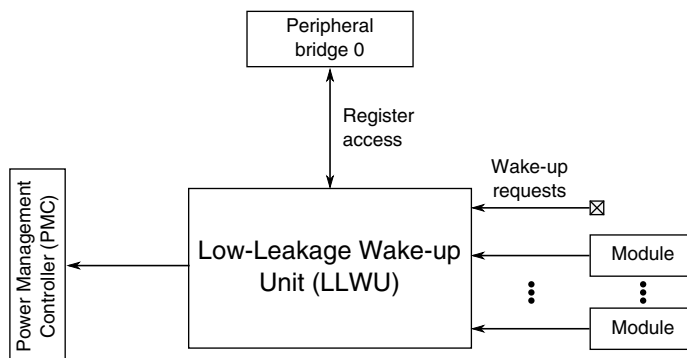 Peripheral
bridge 0
Register
access
Wake-up
requests
Power Management
Controller (PMC)
Low-Leakage Wake-up
Unit (LLWU)
Module
Module